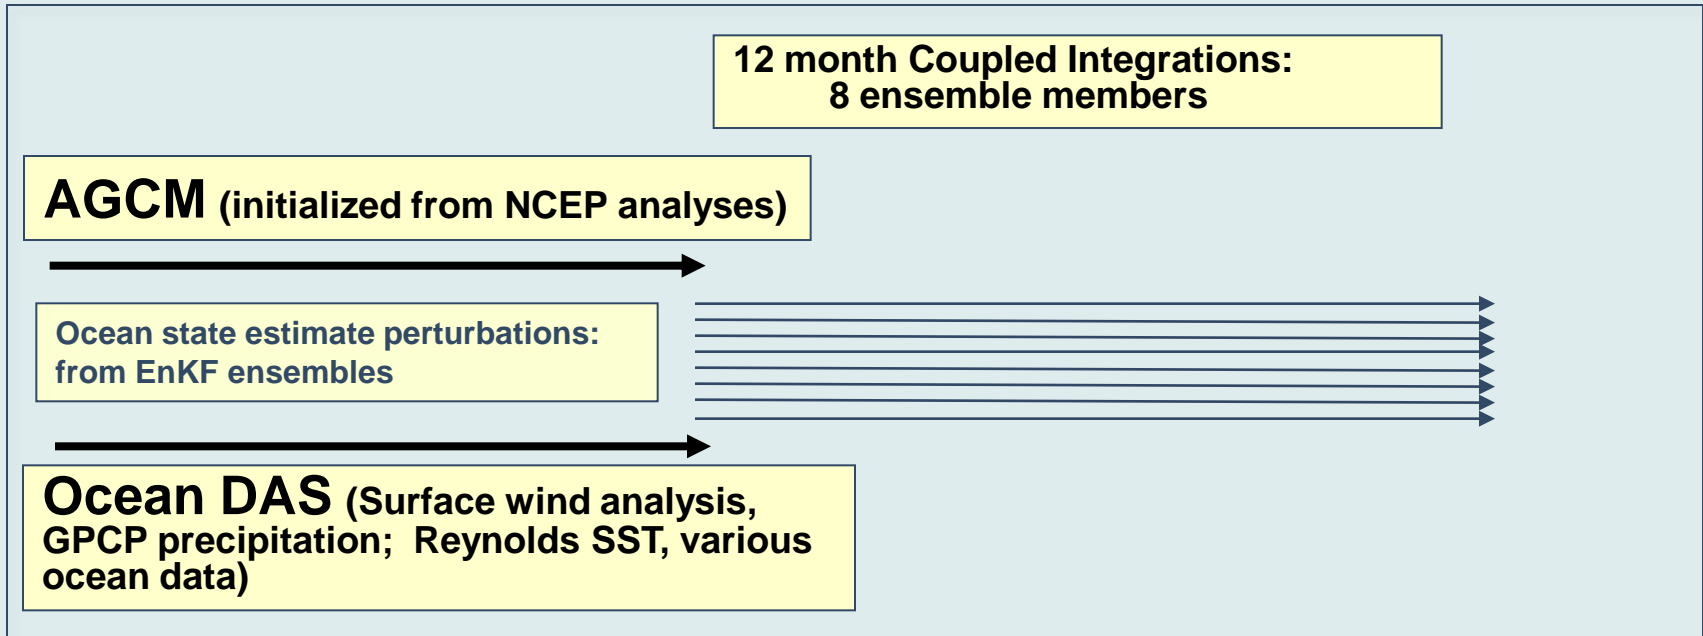 12 month Coupled Integrations:
8 ensemble members
AGCM (initialized from NCEP analyses)
Ocean state estimate perturbations:
from EnKF ensembles
Ocean DAS (Surface wind analysis,
GPCP precipitation;  Reynolds SST, various
ocean data)